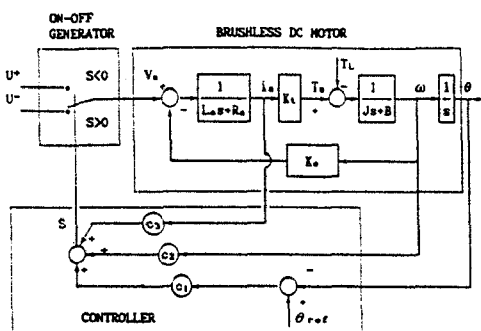 ON-OFF
GENERATOR
BRUSHLESS DC MOTOR
U+
U-
S<0
S>0
Va
+
-
1
Las+Ra
ia
Kt
Ta
+
TL
-
1
Js+B
ω
1
s
θ
Ke
S
+
+
+
C3
C2
C1
-
+
θref
CONTROLLER